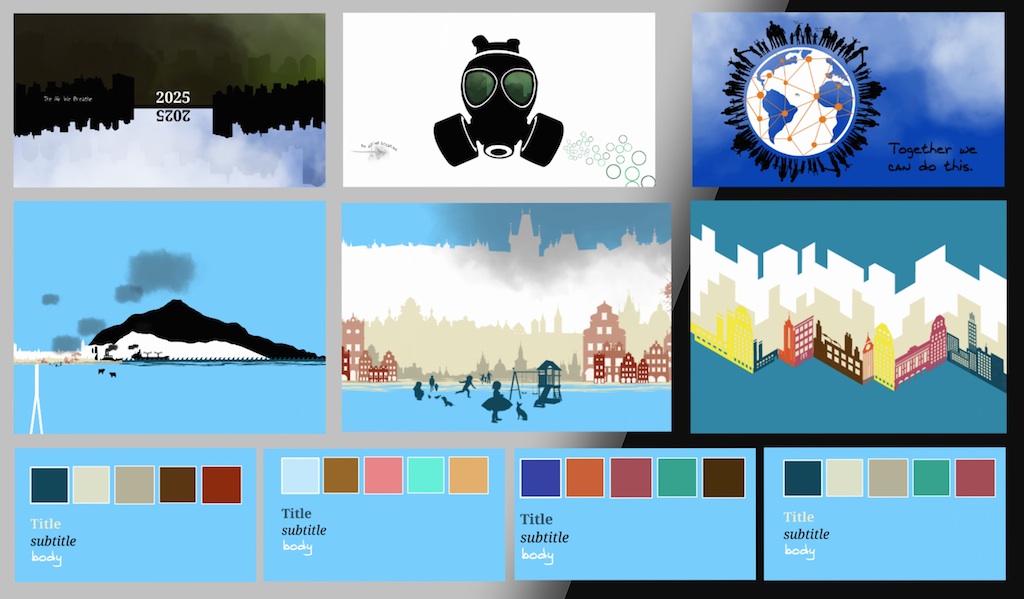 The Air We Breathe
2025
2025
the air we breathe
Together we
can do this.
Title
subtitle
body
Title
subtitle
body
Title
subtitle
body
Title
subtitle
body